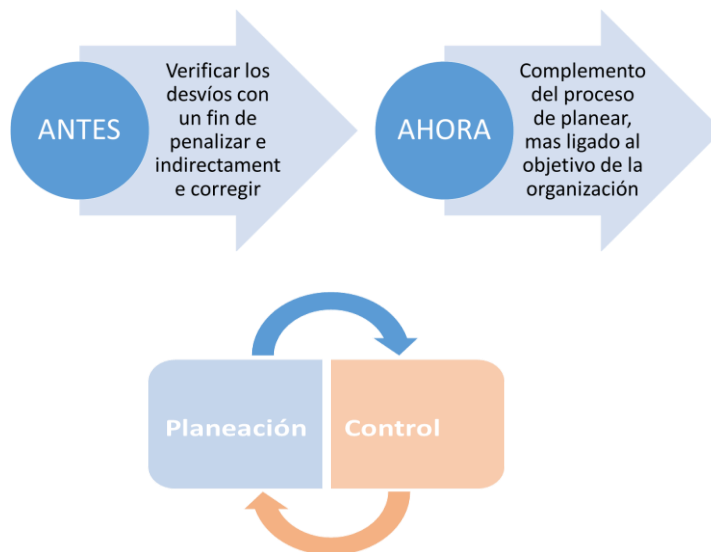 ANTES
Verificar los
desvíos con
un fin de
penalizar e
indirectament
e corregir
AHORA
Complemento
del proceso
de planear,
mas ligado al
objetivo de la
organización
Planeación
Control